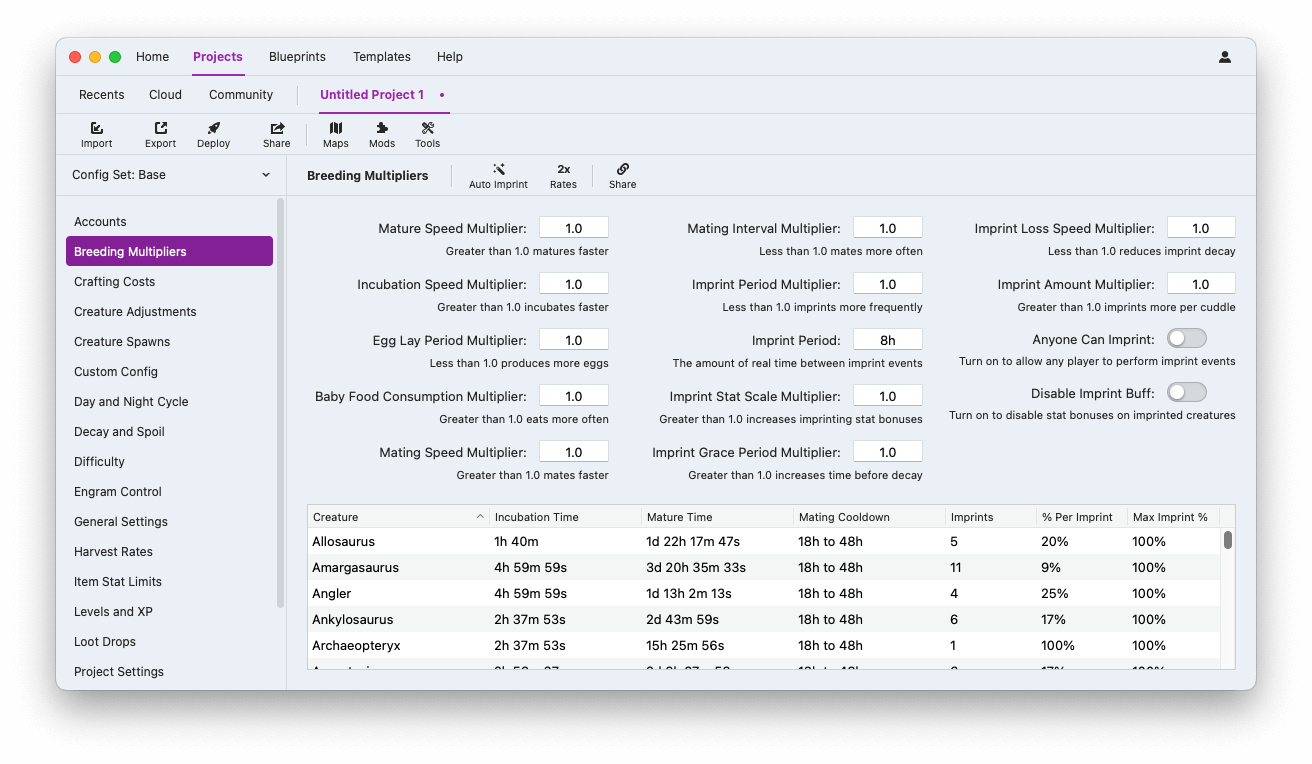 Home Projects Blueprints Templates Help
Recents Cloud Community Untitled Project 1 •
Import Export Deploy Share Maps Mods Tools
Config Set: Base
Accounts
Breeding Multipliers
Crafting Costs
Creature Adjustments
Creature Spawns
Custom Config
Day and Night Cycle
Decay and Spoil
Difficulty
Engram Control
General Settings
Harvest Rates
Item Stat Limits
Levels and XP
Loot Drops
Project Settings
Breeding Multipliers
Auto Imprint
2x
Rates
Share
Mature Speed Multiplier: 1.0
Greater than 1.0 matures faster
Incubation Speed Multiplier: 1.0
Greater than 1.0 incubates faster
Egg Lay Period Multiplier: 1.0
Less than 1.0 produces more eggs
Baby Food Consumption Multiplier: 1.0
Greater than 1.0 eats more often
Mating Speed Multiplier: 1.0
Greater than 1.0 mates faster
Mating Interval Multiplier: 1.0
Less than 1.0 mates more often
Imprint Period Multiplier: 1.0
Less than 1.0 imprints more frequently
Imprint Period: 8h
The amount of real time between imprint events
Imprint Stat Scale Multiplier: 1.0
Greater than 1.0 increases imprinting stat bonuses
Imprint Grace Period Multiplier: 1.0
Greater than 1.0 increases time before decay
Imprint Loss Speed Multiplier: 1.0
Less than 1.0 reduces imprint decay
Imprint Amount Multiplier: 1.0
Greater than 1.0 imprints more per cuddle
Anyone Can Imprint:
Turn on to allow any player to perform imprint events
Disable Imprint Buff:
Turn on to disable stat bonuses on imprinted creatures
Creature Incubation Time Mature Time Mating Cooldown Imprints % Per Imprint Max Imprint %
Allosaurus 1h 40m 1d 22h 17m 47s 18h to 48h 5 20% 100%
Amargasaurus 4h 59m 59s 3d 20h 35m 33s 18h to 48h 11 9% 100%
Angler 4h 59m 59s 1d 13h 2m 13s 18h to 48h 4 25% 100%
Ankylosaurus 2h 37m 53s 2d 43m 59s 18h to 48h 6 17% 100%
Archaeopteryx 2h 37m 53s 15h 25m 56s 18h to 48h 1 100% 100%